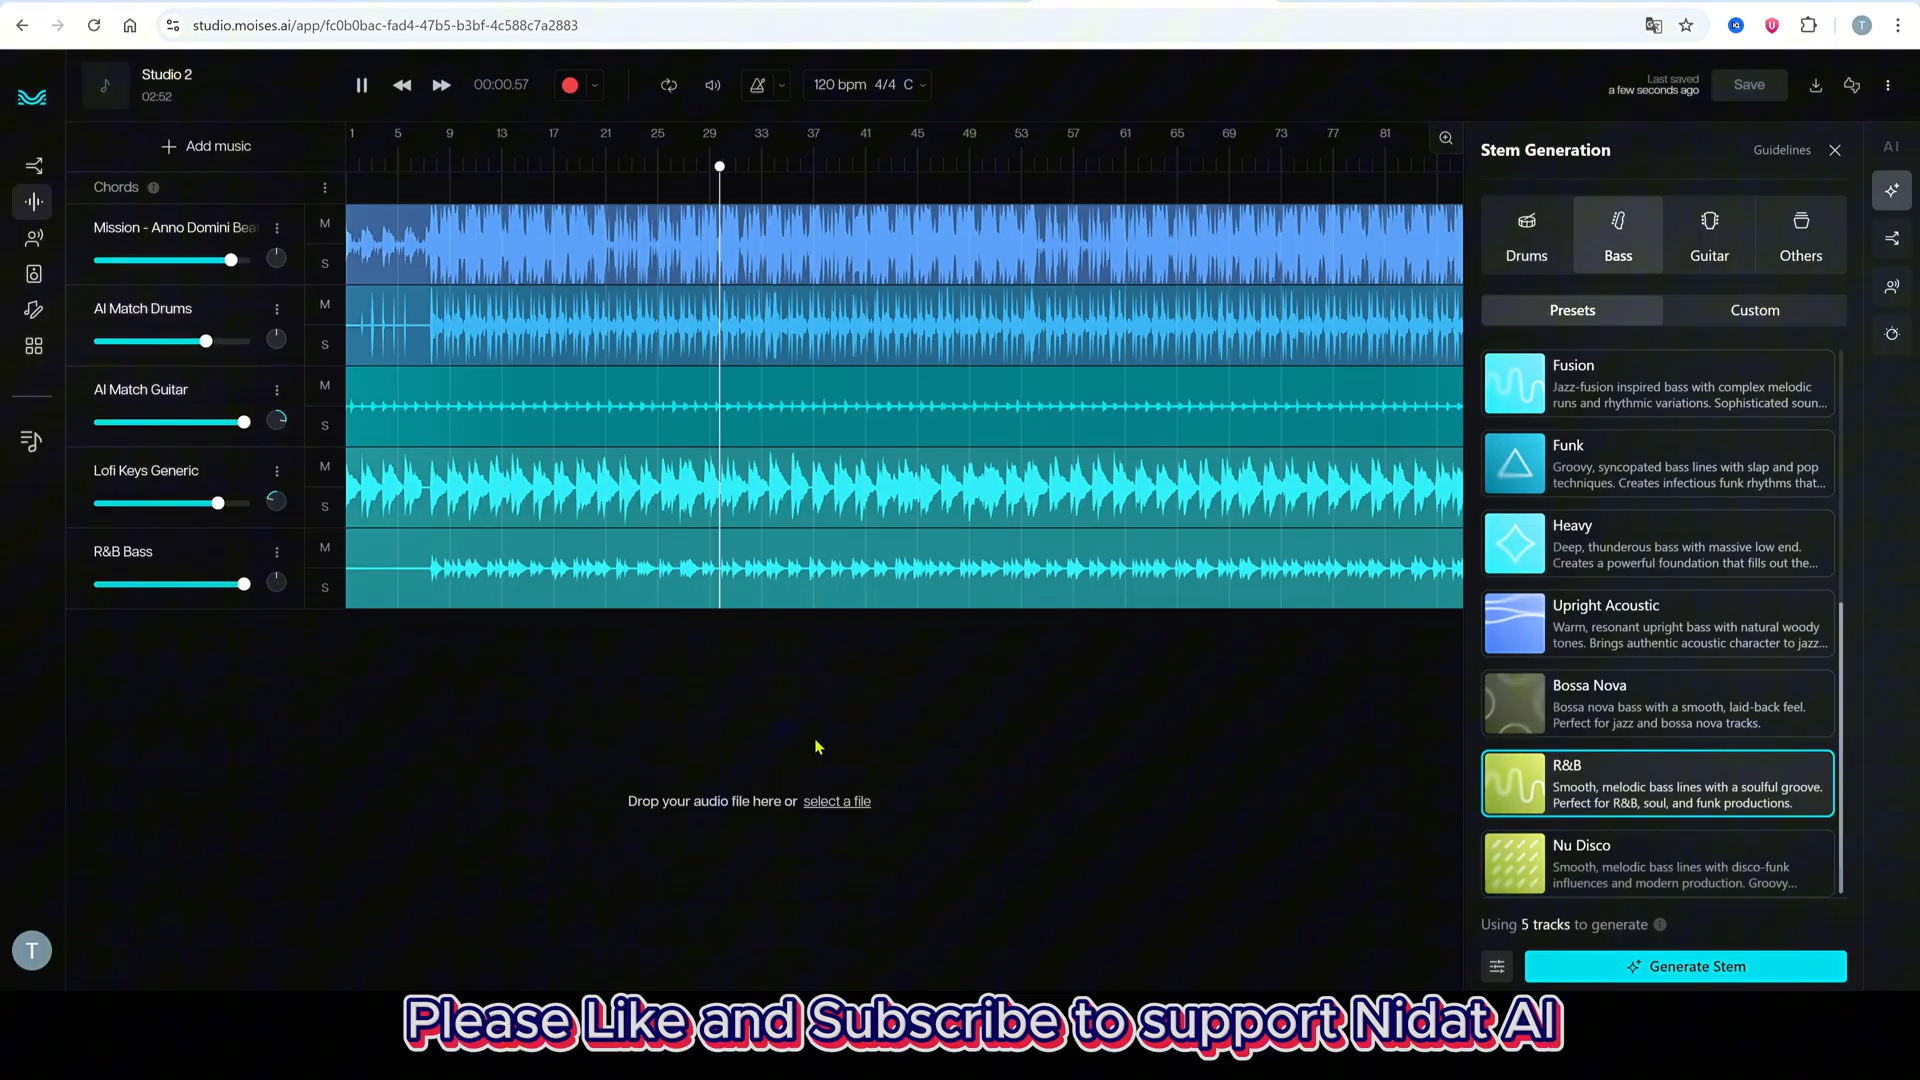 studio.moises.ai/app/fc0b0bac-fad4-47b5-b3bf-4c588c7a2883
T
Studio 2
02:52
00:00.57
120 bpm 4/4 C
Last saved
a few seconds ago
Save
Add music
1 5 9 13 17 21 25 29 33 37 41 45 49 53 57 61 65 69 73 77 81
Chords
Mission - Anno Domini Bea
M
S
AI Match Drums
M
S
AI Match Guitar
M
S
Lofi Keys Generic
M
S
R&B Bass
M
S
Drop your audio file here or select a file
T
Stem Generation
Guidelines
AI
Drums
Bass
Guitar
Others
Presets
Custom
Fusion
Jazz-fusion inspired bass with complex melodic
runs and rhythmic variations. Sophisticated soun...
Funk
Groovy, syncopated bass lines with slap and pop
techniques. Creates infectious funk rhythms that...
Heavy
Deep, thunderous bass with massive low end.
Creates a powerful foundation that fills out the...
Upright Acoustic
Warm, resonant upright bass with natural woody
tones. Brings authentic acoustic character to jazz...
Bossa Nova
Bossa nova bass with a smooth, laid-back feel.
Perfect for jazz and bossa nova tracks.
R&B
Smooth, melodic bass lines with a soulful groove.
Perfect for R&B, soul, and funk productions.
Nu Disco
Smooth, melodic bass lines with disco-funk
influences and modern production. Groovy...
Using 5 tracks to generate
Generate Stem
Please Like and Subscribe to support Nidat AI